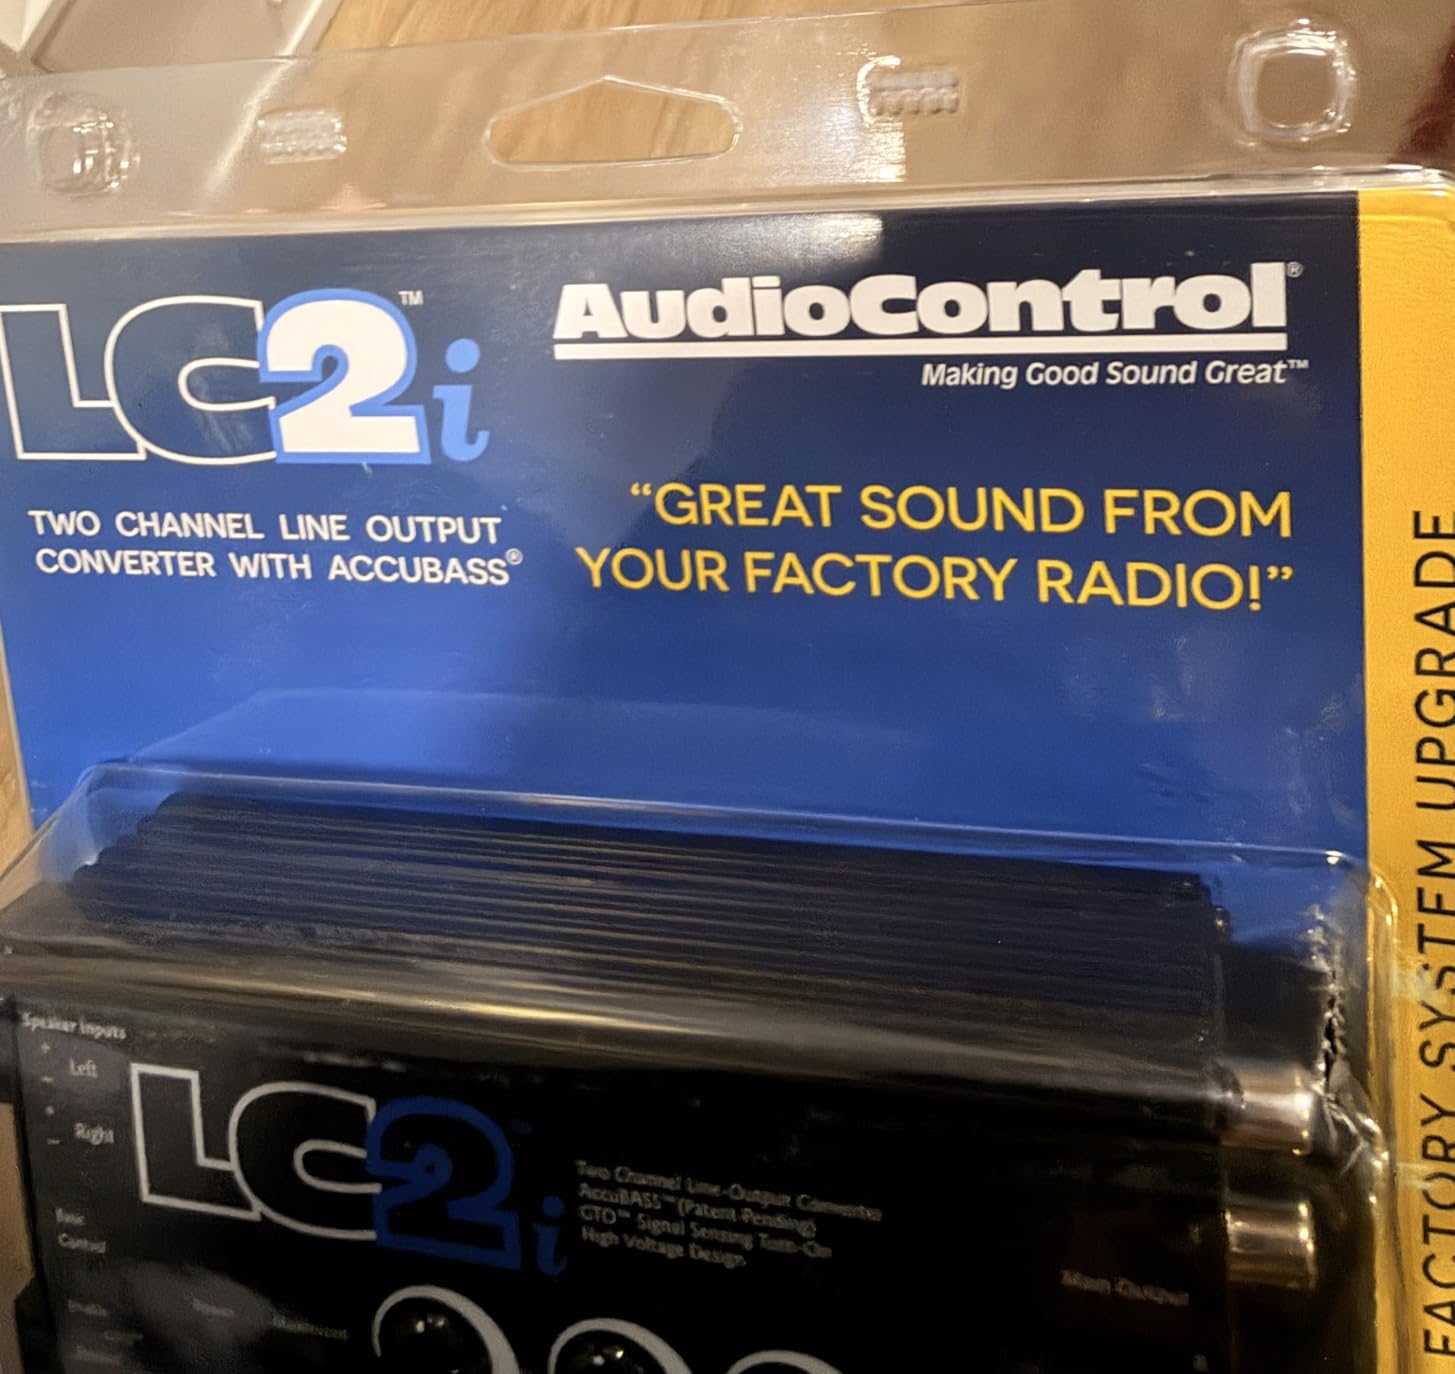 LC2i™
AudioControl®
Making Good Sound Great™
TWO CHANNEL LINE OUTPUT
CONVERTER WITH ACCUBASS®
“GREAT SOUND FROM
YOUR FACTORY RADIO!”
FACTORY SYSTEM UPGRADE
Speaker Inputs
+
Left
−
+
Right
−
LC2i
Two Channel Line-Output Converter
AccuBASS™ (Patent Pending)
GTO™ Signal Sensing Turn-On
High Voltage Design
Bass
Control
Main Output